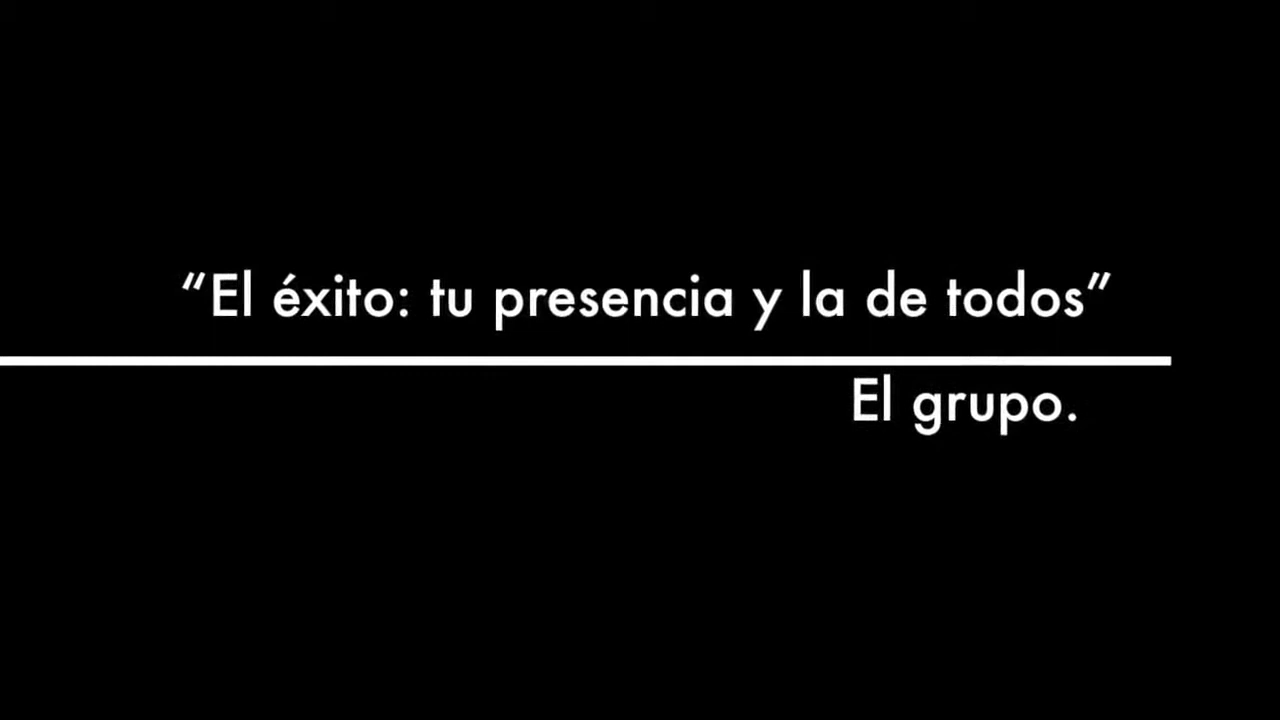 “El éxito: tu presencia y la de todos”
El grupo.